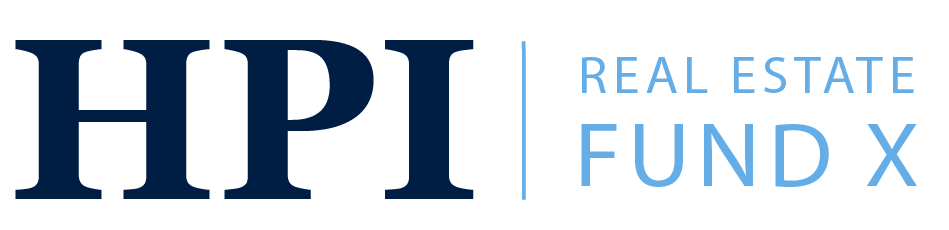 HPI
REAL ESTATE
FUND X